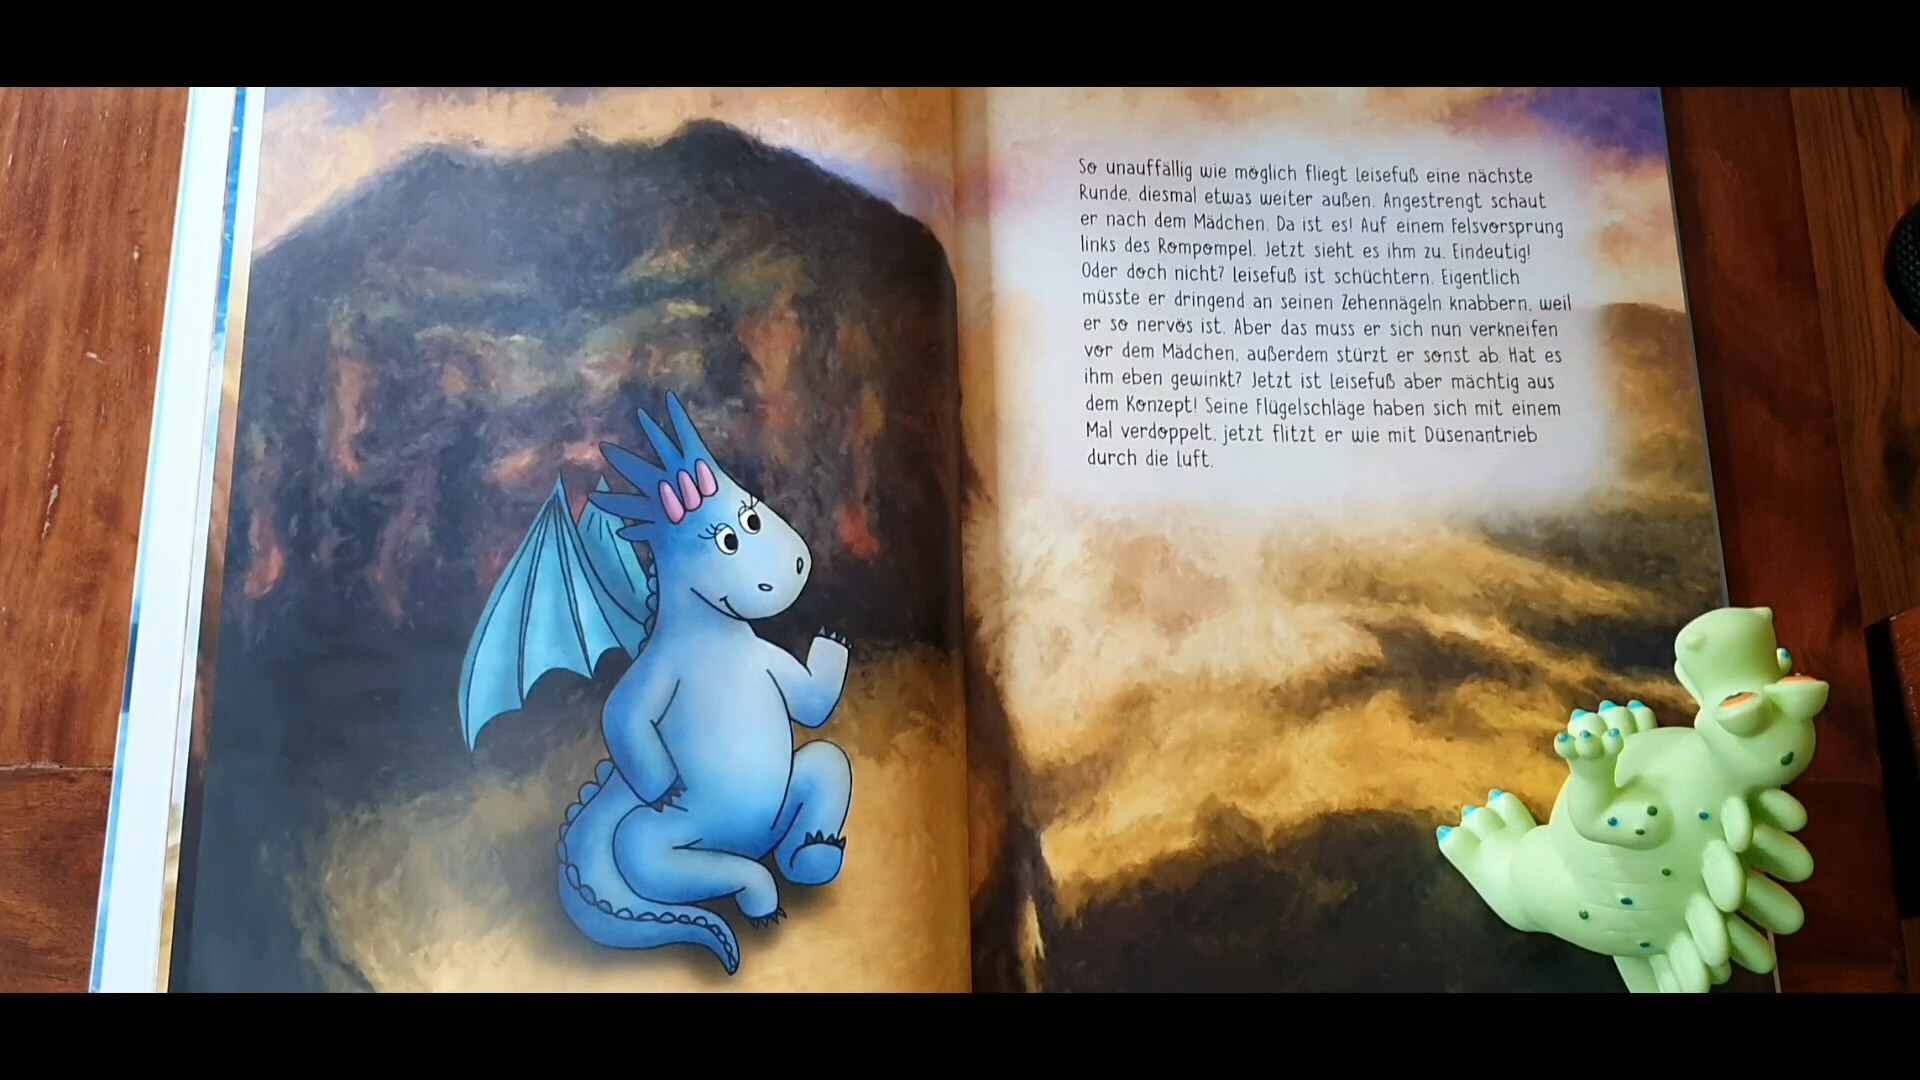 So unauffällig wie möglich fliegt Leisefuß eine nächste
Runde, diesmal etwas weiter außen. Angestrengt schaut
er nach dem Mädchen. Da ist es! Auf einem Felsvorsprung
links des Rompompel. Jetzt sieht es ihm zu. Eindeutig!
Oder doch nicht? Leisefuß ist schüchtern. Eigentlich
müsste er dringend an seinen Zehennägeln knabbern, weil
er so nervös ist. Aber das muss er sich nun verkneifen
vor dem Mädchen, außerdem stürzt er sonst ab. Hat es
ihm eben gewinkt? Jetzt ist Leisefuß aber mächtig aus
dem Konzept! Seine Flügelschläge haben sich mit einem
Mal verdoppelt, jetzt flitzt er wie mit Düsenantrieb
durch die Luft.